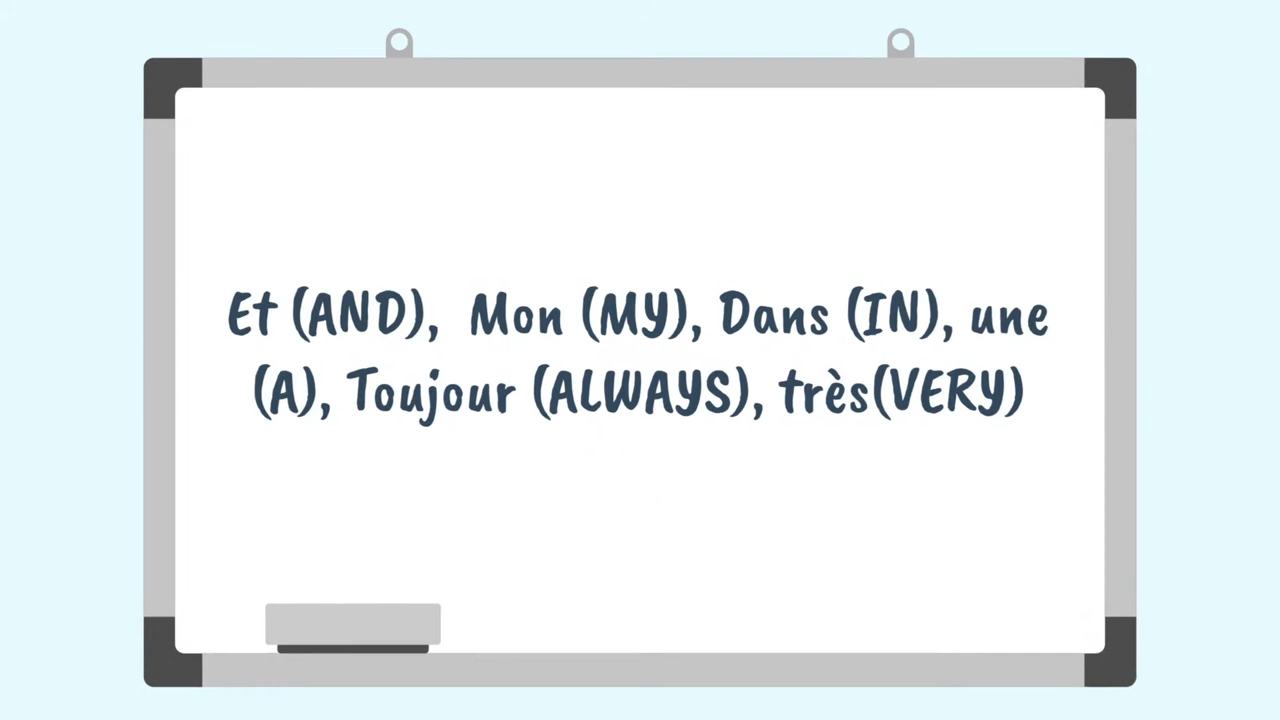 Et (AND), Mon (MY), Dans (IN), une
(A), Toujour (ALWAYS), très(VERY)